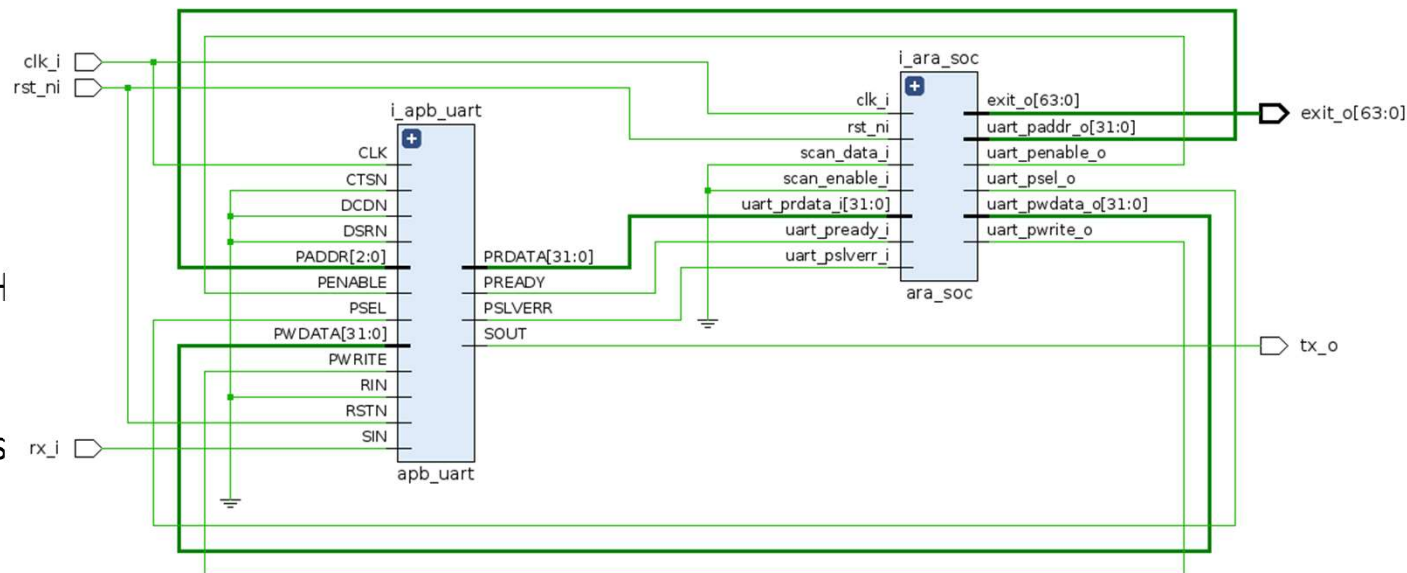 clk_i
rst_ni
rx_i
i_apb_uart
CLK
CTSN
DCDN
DSRN
PADDR[2:0]
PENABLE
PSEL
PWDATA[31:0]
PWRITE
RIN
RSTN
SIN
PRDATA[31:0]
PREADY
PSLVERR
SOUT
apb_uart
i_ara_soc
clk_i
rst_ni
scan_data_i
scan_enable_i
uart_prdata_i[31:0]
uart_pready_i
uart_pslverr_i
exit_o[63:0]
uart_paddr_o[31:0]
uart_penable_o
uart_psel_o
uart_pwdata_o[31:0]
uart_pwrite_o
ara_soc
exit_o[63:0]
tx_o